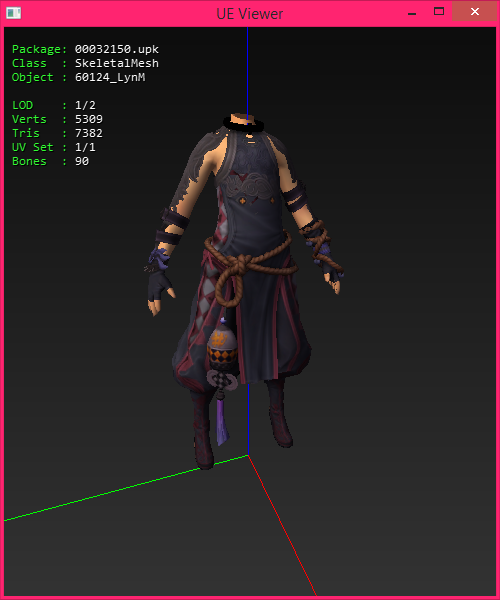 UE Viewer
Package: 00032150.upk
Class  : SkeletalMesh
Object : 60124_LynM
LOD    : 1/2
Verts  : 5309
Tris   : 7382
UV Set : 1/1
Bones  : 90